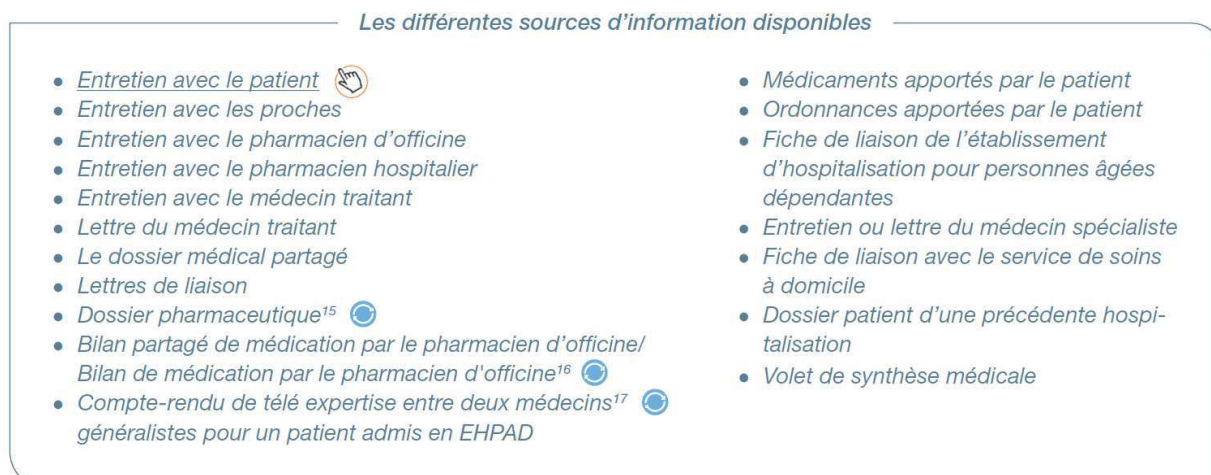 Les différentes sources d'information disponibles
• Entretien avec le patient
• Entretien avec les proches
• Entretien avec le pharmacien d'officine
• Entretien avec le pharmacien hospitalier
• Entretien avec le médecin traitant
• Lettre du médecin traitant
• Le dossier médical partagé
• Lettres de liaison
• Dossier pharmaceutique¹⁵
• Bilan partagé de médication par le pharmacien d'officine/
Bilan de médication par le pharmacien d'officine¹⁶
• Compte-rendu de télé expertise entre deux médecins¹⁷
généralistes pour un patient admis en EHPAD
• Médicaments apportés par le patient
• Ordonnances apportées par le patient
• Fiche de liaison de l'établissement
d'hospitalisation pour personnes âgées
dépendantes
• Entretien ou lettre du médecin spécialiste
• Fiche de liaison avec le service de soins
à domicile
• Dossier patient d'une précédente hospi-
talisation
• Volet de synthèse médicale